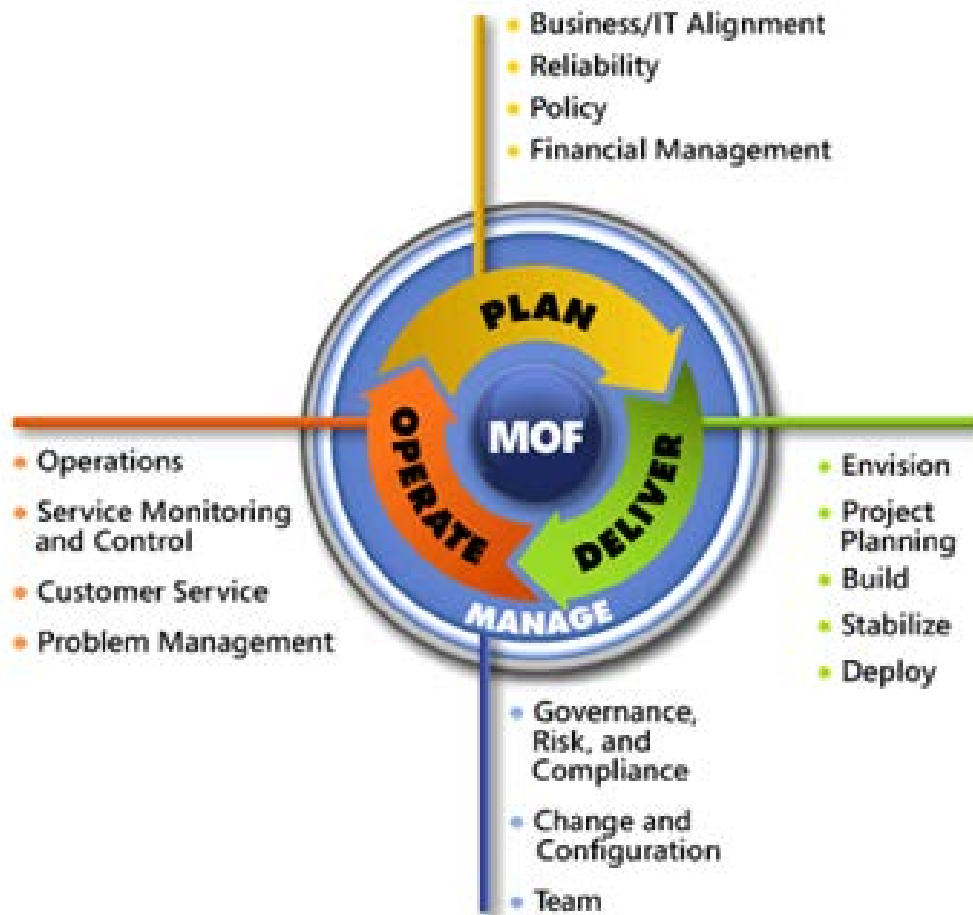 Business/IT Alignment
Reliability
Policy
Financial Management
PLAN
OPERATE
MOF
DELIVER
MANAGE
Operations
Service Monitoring
and Control
Customer Service
Problem Management
Envision
Project
Planning
Build
Stabilize
Deploy
Governance,
Risk, and
Compliance
Change and
Configuration
Team